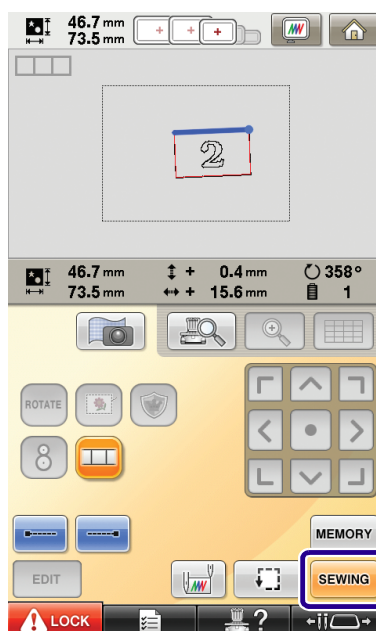 46.7 mm
73.5 mm
2
46.7 mm + 0.4 mm 358°
73.5 mm + 15.6 mm 1
ROTATE
8
MEMORY
EDIT SEWING
LOCK ?